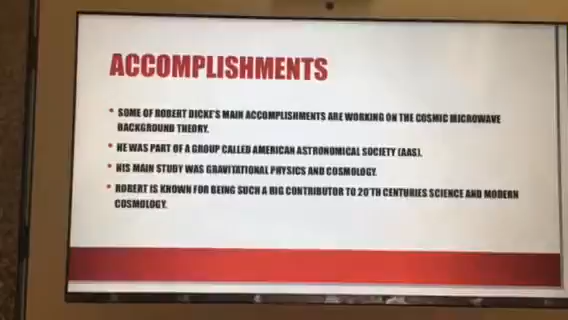 ACCOMPLISHMENTS
• SOME OF ROBERT DICKE'S MAIN ACCOMPLISHMENTS ARE WORKING ON THE COSMIC MICROWAVE
BACKGROUND THEORY.
• HE WAS PART OF A GROUP CALLED AMERICAN ASTRONOMICAL SOCIETY (AAS).
• HIS MAIN STUDY WAS GRAVITATIONAL PHYSICS AND COSMOLOGY.
• ROBERT IS KNOWN FOR BEING SUCH A BIG CONTRIBUTOR TO 20'TH CENTURIES SCIENCE AND MODERN
COSMOLOGY.